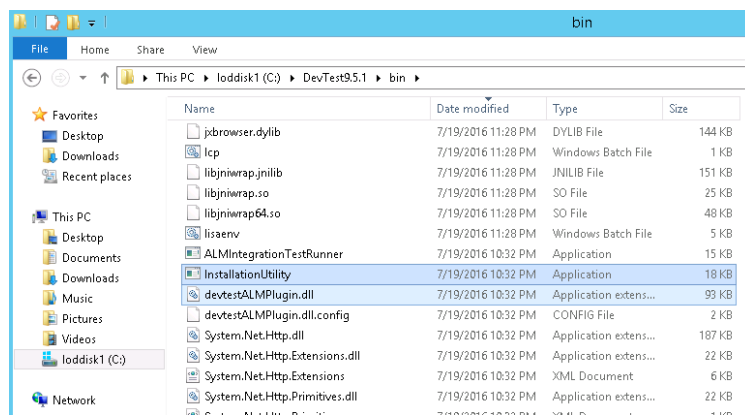 bin
File Home Share View
This PC loddisk1 (C:) DevTest9.5.1 bin
Name Date modified Type Size
Favorites
Desktop
Downloads
Recent places
This PC
Desktop
Documents
Downloads
Music
Pictures
Videos
loddisk1 (C:)
Network
jxbrowser.dylib 7/19/2016 11:28 PM DYLIB File 144 KB
lcp 7/19/2016 11:28 PM Windows Batch File 1 KB
libjniwrap.jnilib 7/19/2016 11:28 PM JNILIB File 151 KB
libjniwrap.so 7/19/2016 11:28 PM SO File 25 KB
libjniwrap64.so 7/19/2016 11:28 PM SO File 48 KB
lisaenv 7/19/2016 11:28 PM Windows Batch File 5 KB
ALMIntegrationTestRunner 7/19/2016 10:32 PM Application 15 KB
InstallationUtility 7/19/2016 10:32 PM Application 18 KB
devtestALMPlugin.dll 7/19/2016 10:32 PM Application extens... 93 KB
devtestALMPlugin.dll.config 7/19/2016 10:32 PM CONFIG File 2 KB
System.Net.Http.dll 7/19/2016 10:32 PM Application extens... 187 KB
System.Net.Http.Extensions.dll 7/19/2016 10:32 PM Application extens... 22 KB
System.Net.Http.Extensions 7/19/2016 10:32 PM XML Document 6 KB
System.Net.Http.Primitives.dll 7/19/2016 10:32 PM Application extens... 22 KB